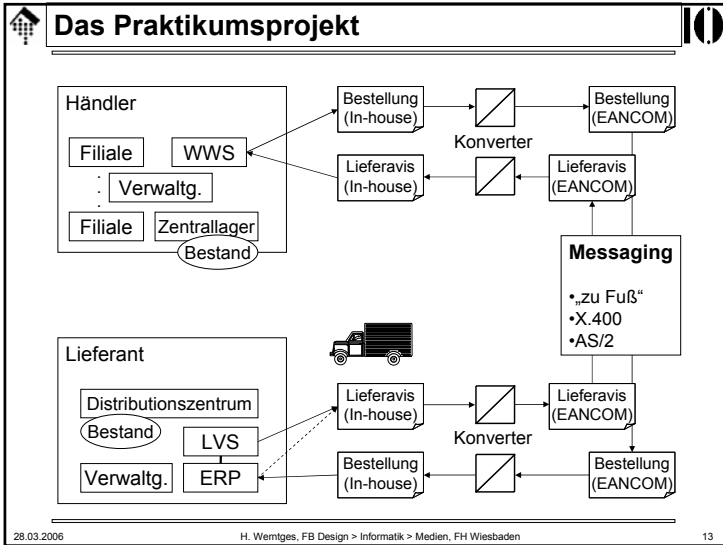 Das Praktikumsprojekt
Händler
Filiale
WWS
Verwaltg.
Filiale
Zentrallager
Bestand
Bestellung
(In-house)
Konverter
Bestellung
(EANCOM)
Lieferavis
(In-house)
Lieferavis
(EANCOM)
Messaging
•„zu Fuß“
•X.400
•AS/2
Lieferant
Distributionszentrum
Bestand
LVS
Verwaltg.
ERP
Lieferavis
(In-house)
Konverter
Lieferavis
(EANCOM)
Bestellung
(In-house)
Bestellung
(EANCOM)
28.03.2006
H. Werntges, FB Design > Informatik > Medien, FH Wiesbaden
13